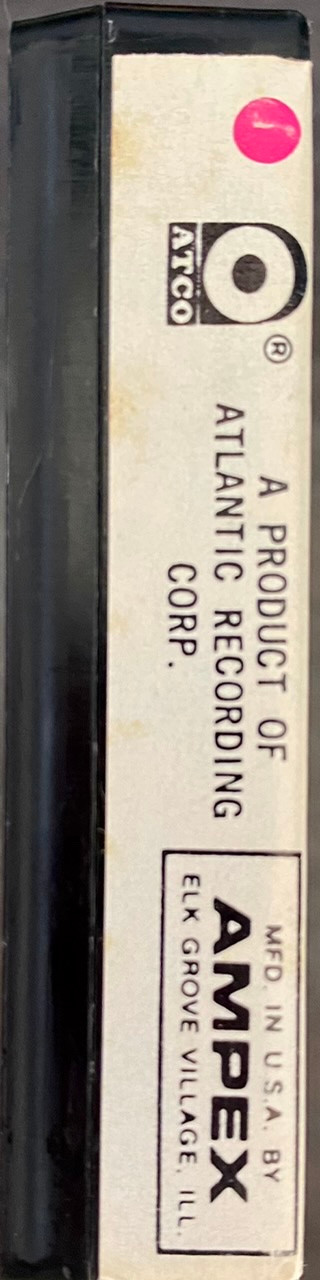 ATCO
®
A PRODUCT OF
ATLANTIC RECORDING
CORP.
MFD. IN U.S.A. BY
AMPEX
ELK GROVE VILLAGE, ILL.